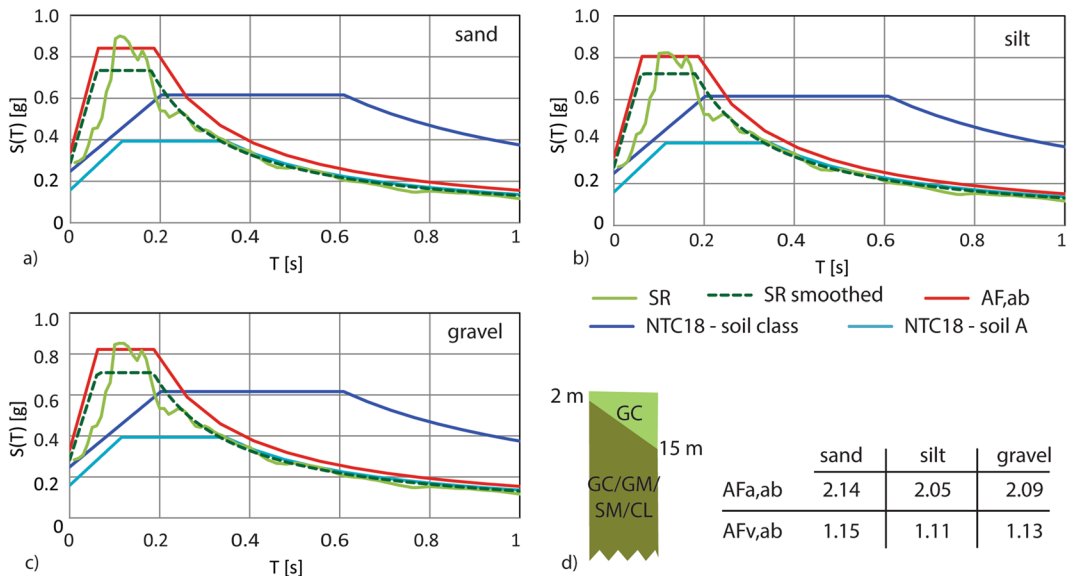 1.0
0.8
0.6
0.4
0.2
0
S(T) [g]
sand
0
0.2
0.4
0.6
0.8
1
T [s]
a)
1.0
0.8
0.6
0.4
0.2
0
S(T) [g]
silt
0
0.2
0.4
0.6
0.8
1
T [s]
b)
SR
SR smoothed
AF,ab
NTC18 - soil class
NTC18 - soil A
1.0
0.8
0.6
0.4
0.2
0
S(T) [g]
gravel
0
0.2
0.4
0.6
0.8
1
T [s]
c)
2 m
GC
15 m
GC/GM/
SM/CL
d)
sand silt gravel
AFa,ab 2.14 2.05 2.09
AFv,ab 1.15 1.11 1.13